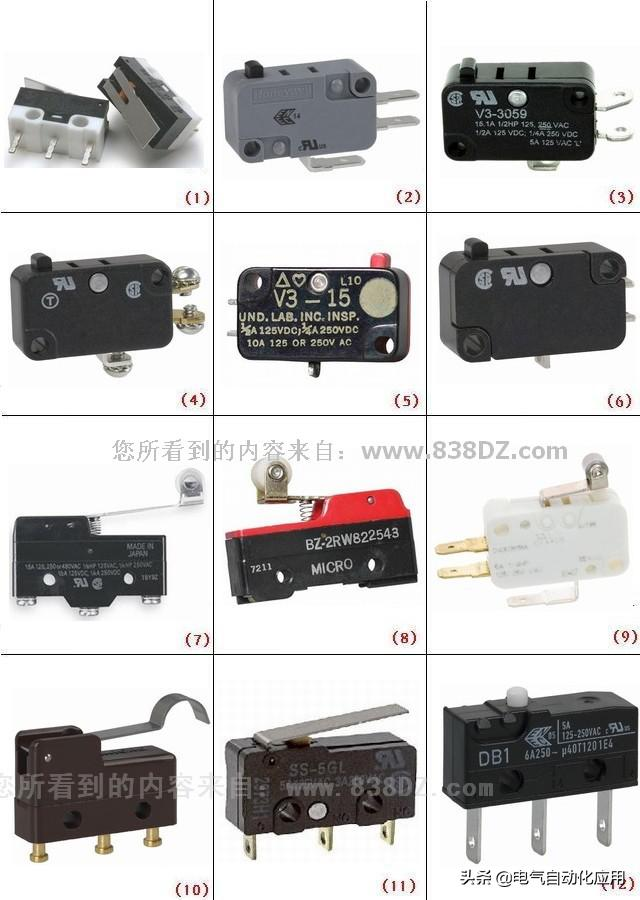 (1)
Honeywell
14
c us
(2)
V3-3059
15.1A 1/2HP 125, 250 VAC
1/2A 125 VDC; 1/4A 250 VDC
5A 125 VAC "L"
(3)
T
(4)
L10
V3-15
UND. LAB. INC. INSP.
½A 125VDC; ¼A 250VDC
10A 125 OR 250V AC
(5)
(6)
您所看到的内容来自：www.838DZ.com
MADE IN
JAPAN
(7)
BZ-2RW822543
7211
MICRO
(8)
(9)
您所看到的内容来自：www.838DZ.com
(10)
SS-5GL
(11)
DB1
05
5A
125-250VAC
6A250~ μ40T1201E4
(12)
头条 @电气自动化应用